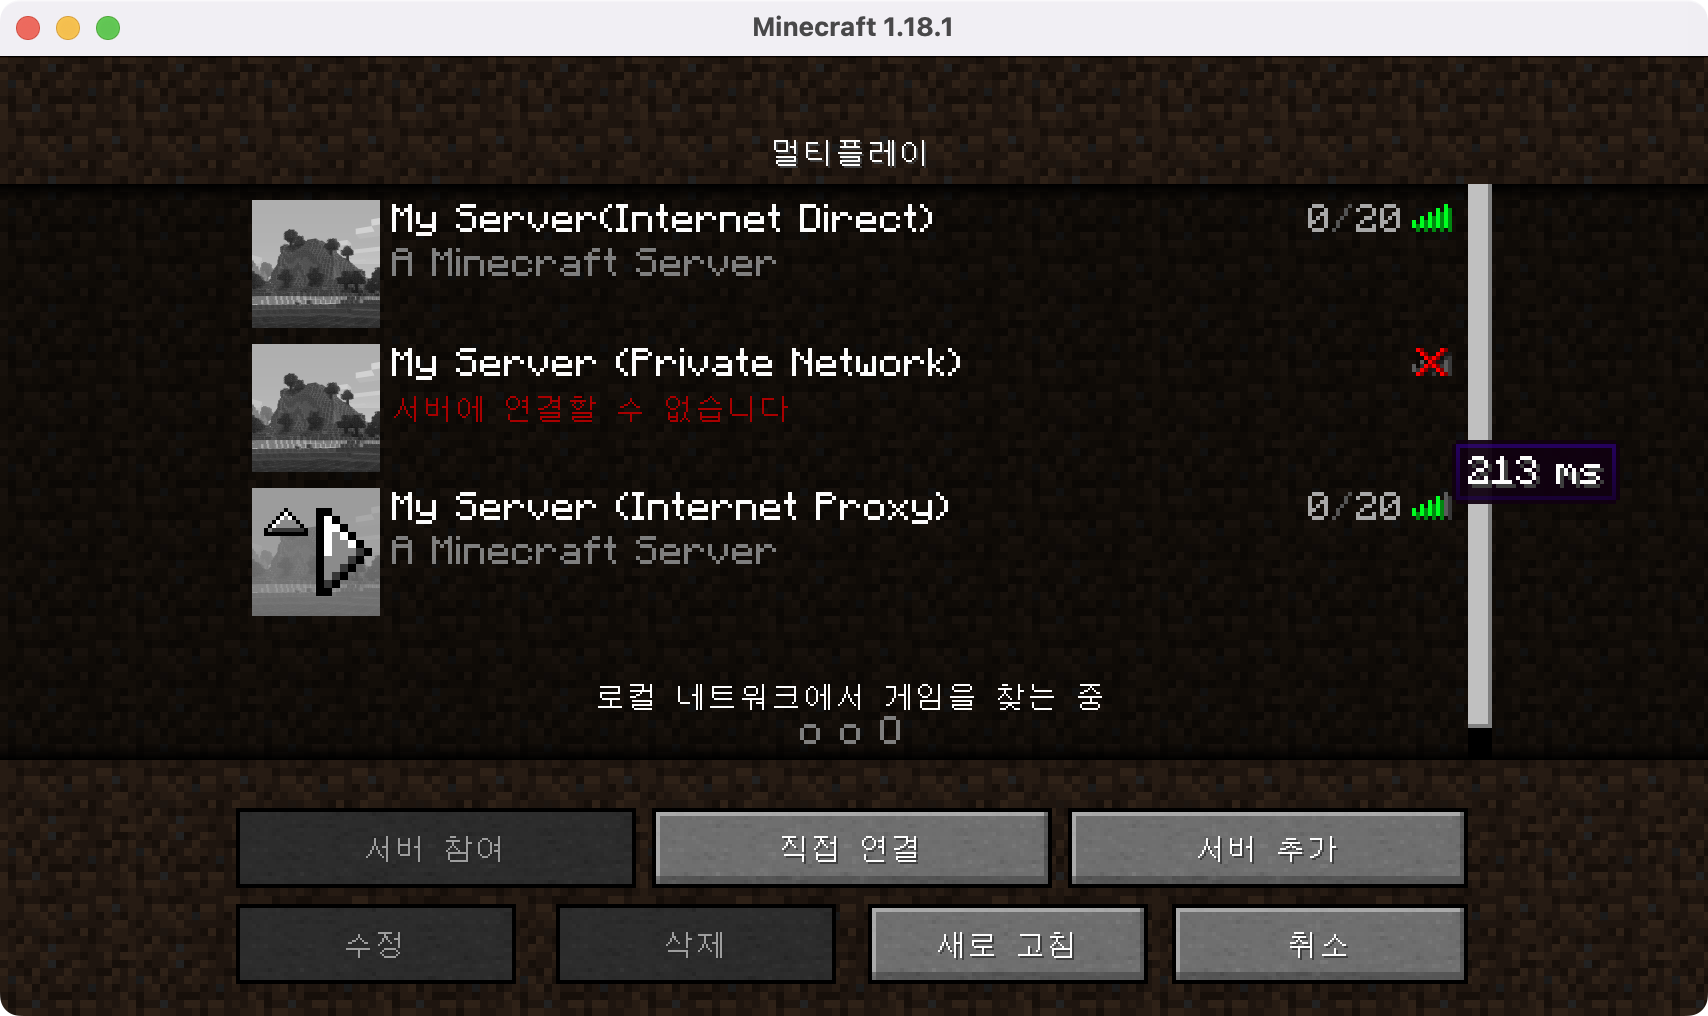 Minecraft 1.18.1
멀티플레이
My Server(Internet Direct) 0/20
A Minecraft Server
My Server (Private Network)
서버에 연결할 수 없습니다
213 ms
My Server (Internet Proxy) 0/20
A Minecraft Server
로컬 네트워크에서 게임을 찾는 중
o o O
서버 참여 직접 연결 서버 추가
수정 삭제 새로 고침 취소